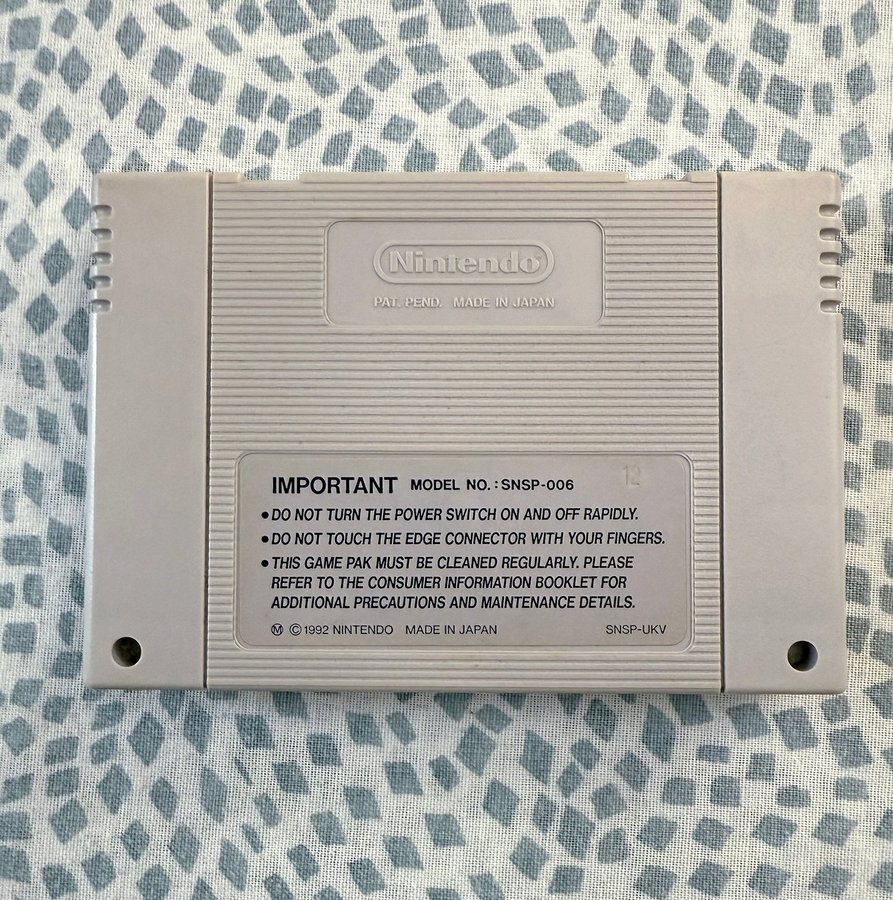 Nintendo
PAT. PEND. MADE IN JAPAN
IMPORTANT MODEL NO.: SNSP-006 12
• DO NOT TURN THE POWER SWITCH ON AND OFF RAPIDLY.
• DO NOT TOUCH THE EDGE CONNECTOR WITH YOUR FINGERS.
• THIS GAME PAK MUST BE CLEANED REGULARLY. PLEASE
REFER TO THE CONSUMER INFORMATION BOOKLET FOR
ADDITIONAL PRECAUTIONS AND MAINTENANCE DETAILS.
Ⓜ ©1992 NINTENDO MADE IN JAPAN SNSP-UKV